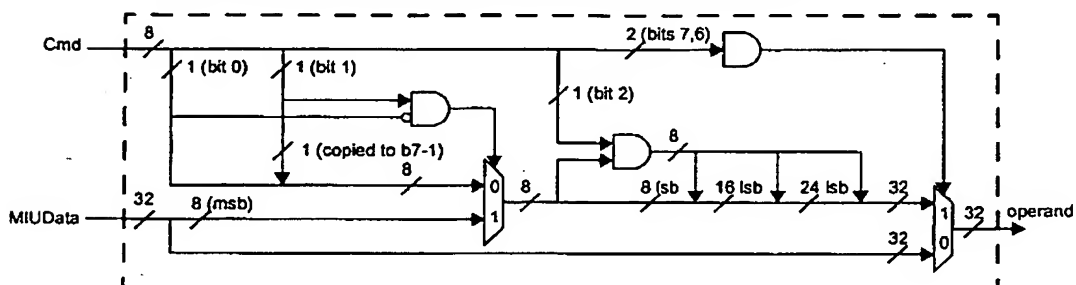 Cmd
8
2 (bits 7,6)
1 (bit 0)
1 (bit 1)
1 (bit 2)
1 (copied to b7-1)
8
8
0
1
8
8 lsb
16 lsb
24 lsb
32
1
0
32
operand
MIUData
32
8 (msb)
32